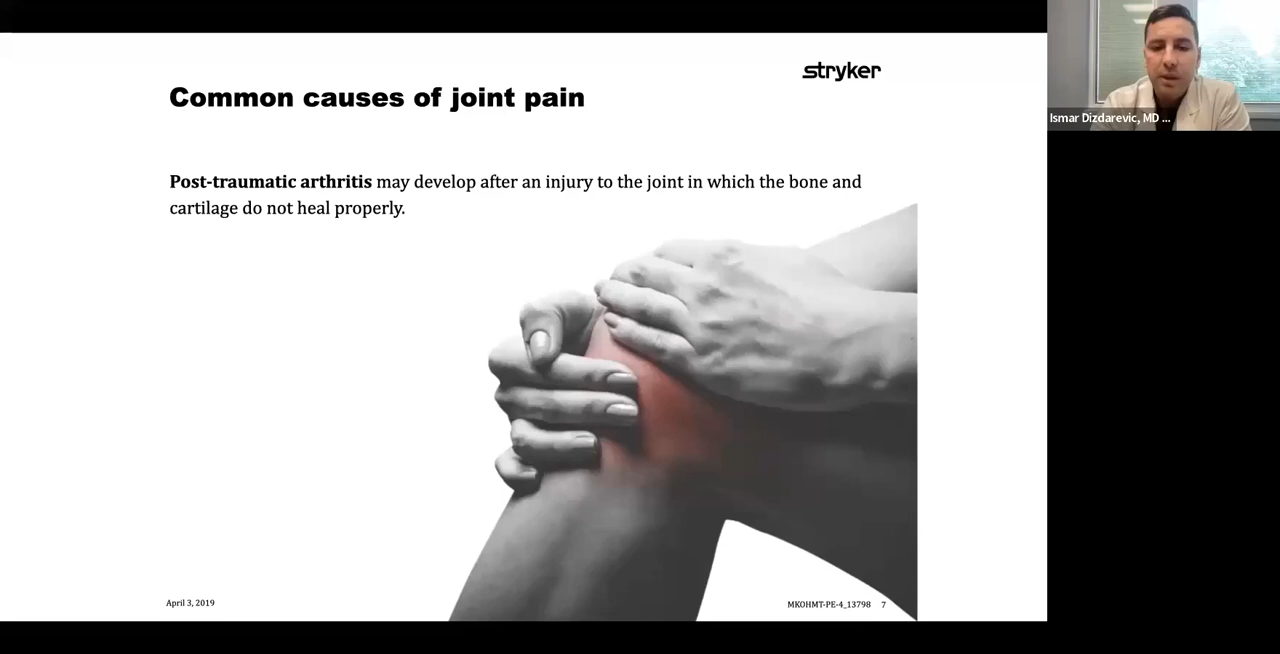 stryker
Common causes of joint pain
Post-traumatic arthritis may develop after an injury to the joint in which the bone and
cartilage do not heal properly.
April 3, 2019
MKOHMT-PE-4_13798 7
Ismar Dizdarevic, MD ...